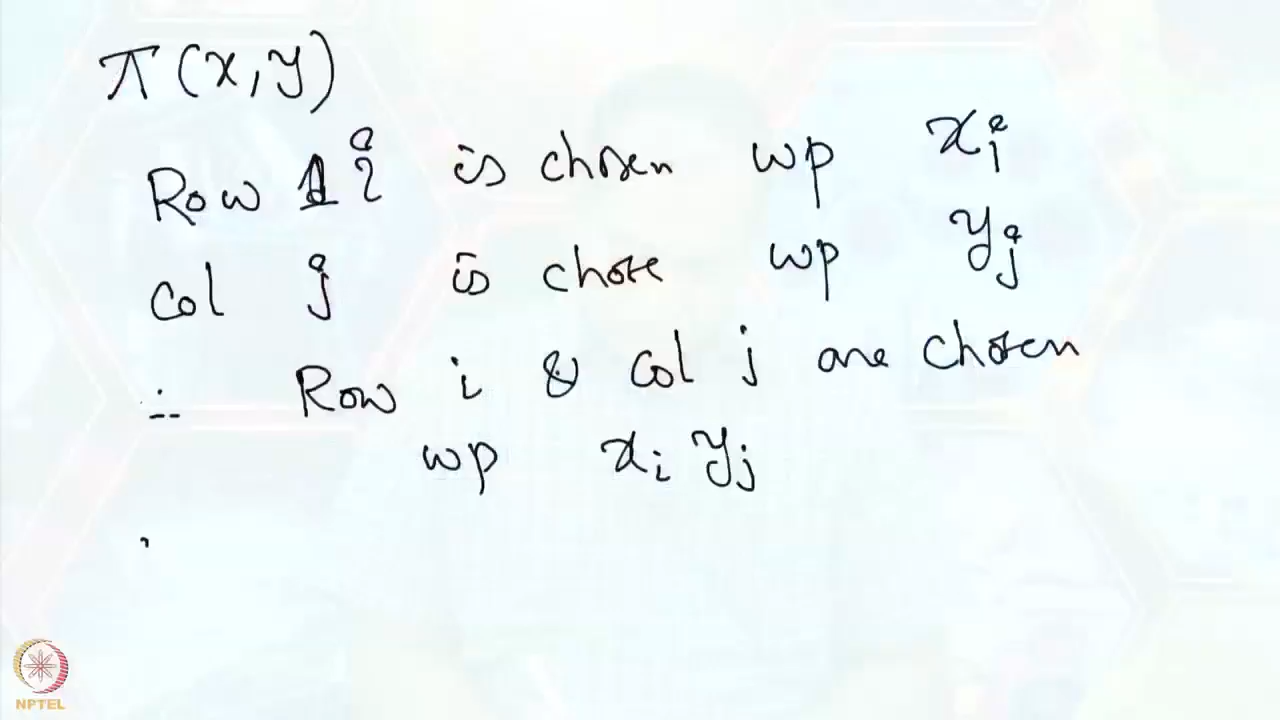 π(x,y)
Row i is chosen wp xi
Col j is chose wp yj
∴ Row i & Col j are chosen
wp xi yj
NPTEL